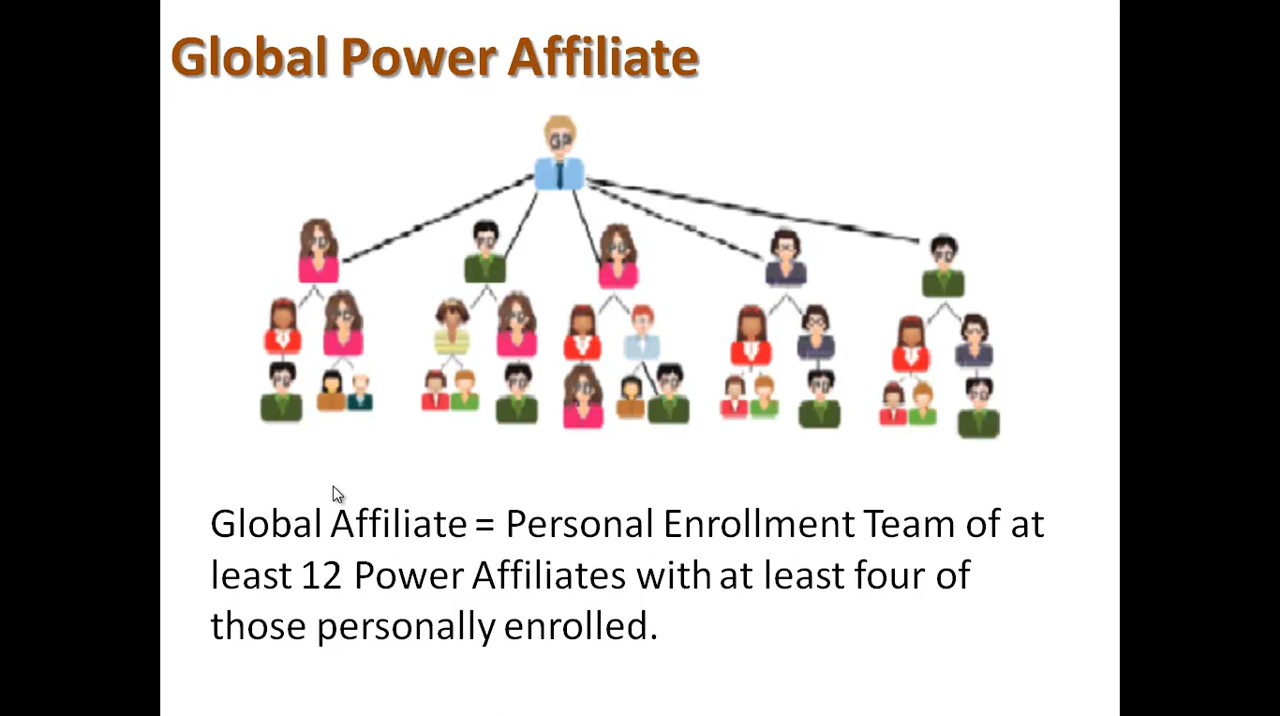 Global Power Affiliate
GP
Global Affiliate = Personal Enrollment Team of at
least 12 Power Affiliates with at least four of
those personally enrolled.